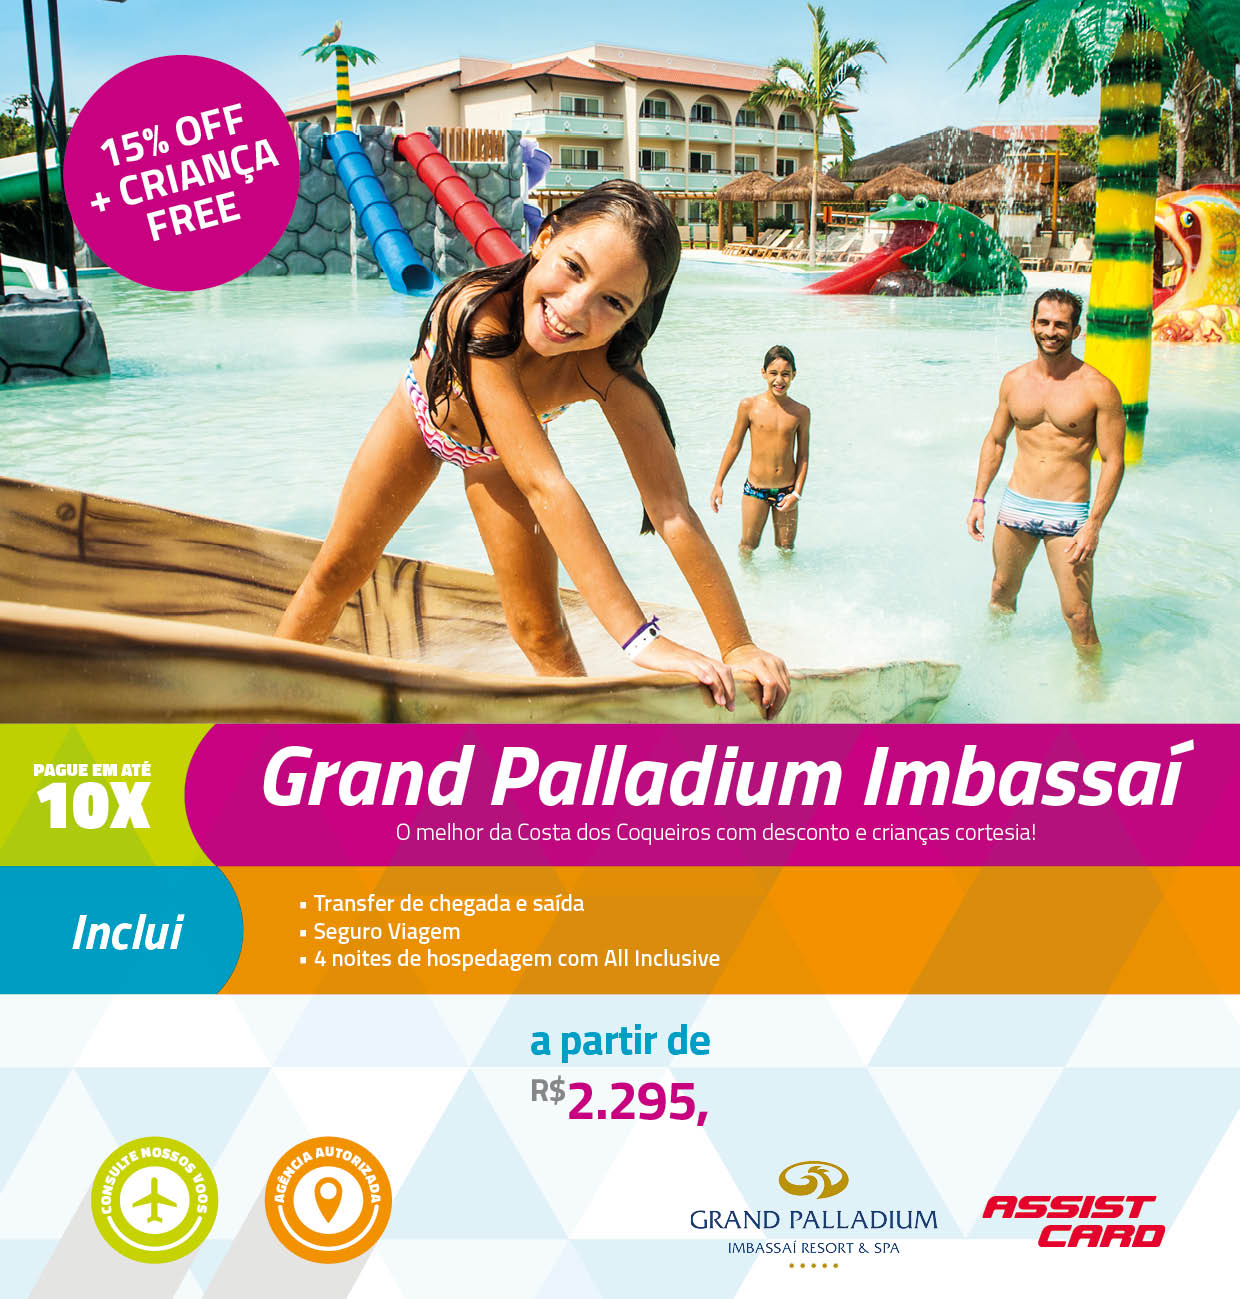 15% OFF
+ CRIANÇA
FREE
PAGUE EM ATÉ
10X
Grand Palladium Imbassaí
O melhor da Costa dos Coqueiros com desconto e crianças cortesia!
Inclui
• Transfer de chegada e saída
• Seguro Viagem
• 4 noites de hospedagem com All Inclusive
a partir de
R$2.295,
CONSULTE NOSSOS VOOS
AGÊNCIA AUTORIZADA
GRAND PALLADIUM
IMBASSAÍ RESORT & SPA
ASSIST
CARD